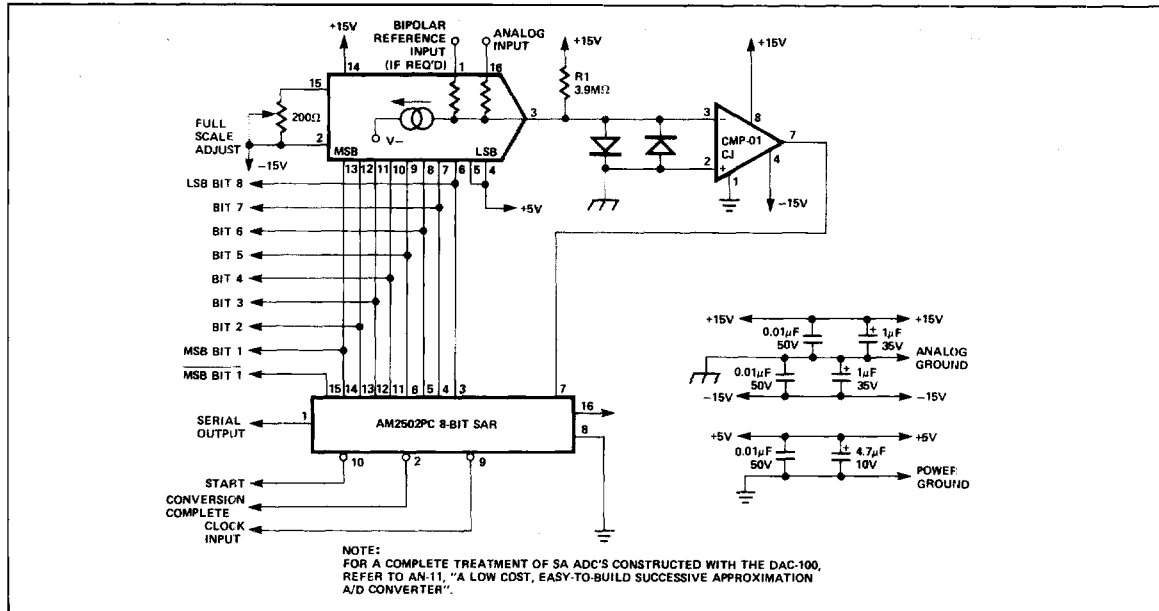 +15V
BIPOLAR
REFERENCE
INPUT
(IF REQ'D)
ANALOG
INPUT
+15V
+15V
14
1
16
15
R1
3.9MΩ
200Ω
FULL
SCALE
ADJUST
2
-15V
V-
MSB
LSB
3
3
-
8
CMP-01
CJ
7
2
+
4
1
-15V
13 12 11 10 9 8 7 6 5 4
+5V
LSB BIT 8
BIT 7
BIT 6
BIT 5
BIT 4
BIT 3
BIT 2
MSB BIT 1
MSB BIT 1
15 14 13 12 11 6 5 4 3
7
16
8
1
SERIAL
OUTPUT
AM2502PC 8-BIT SAR
10
2
9
START
CONVERSION
COMPLETE
CLOCK
INPUT
+15V
+15V
0.01μF
50V
+
1μF
35V
ANALOG
GROUND
0.01μF
50V
+
1μF
35V
-15V
-15V
+5V
+5V
0.01μF
50V
+
4.7μF
10V
POWER
GROUND
NOTE:
FOR A COMPLETE TREATMENT OF SA ADC'S CONSTRUCTED WITH THE DAC-100,
REFER TO AN-11, "A LOW COST, EASY-TO-BUILD SUCCESSIVE APPROXIMATION
A/D CONVERTER".